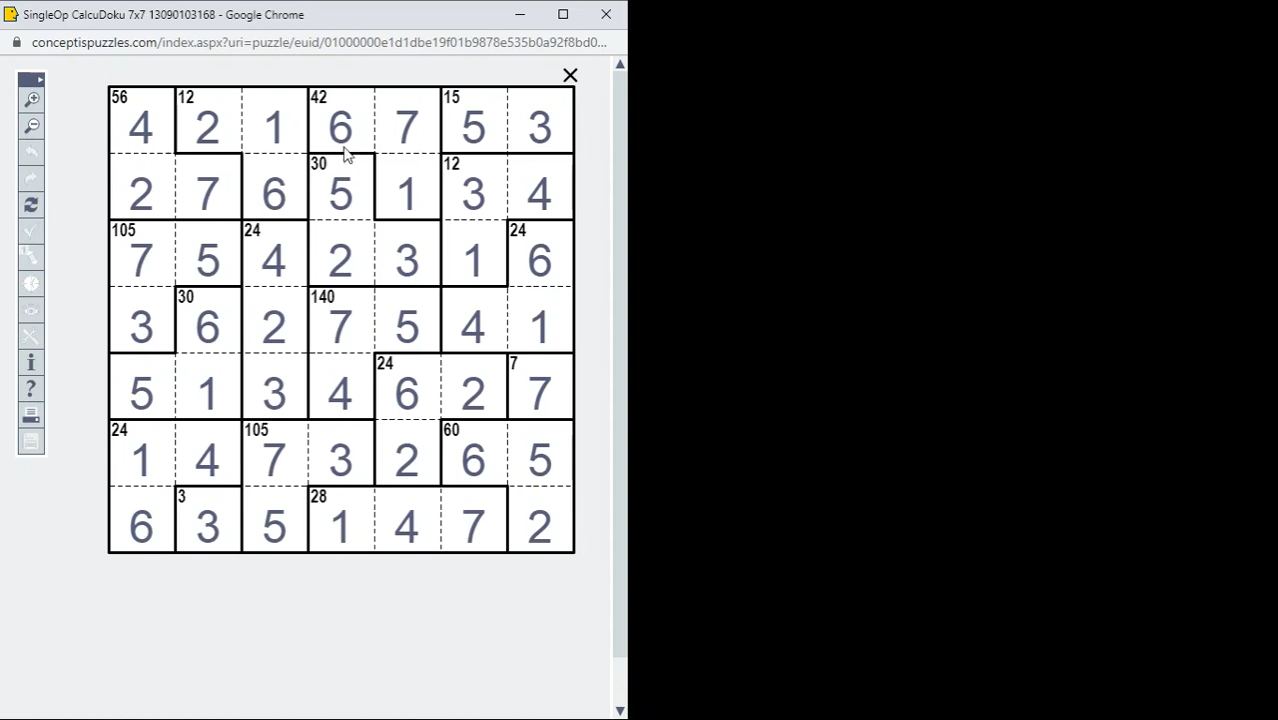 SingleOp CalcuDoku 7x7 13090103168 - Google Chrome
conceptispuzzles.com/index.aspx?uri=puzzle/euid/01000000e1d1dbe19f01b9878e535b0a92f8bd0...
56 12 42 15
4 2 1 6 7 5 3
30 12
2 7 6 5 1 3 4
105 24 24
7 5 4 2 3 1 6
30 140
3 6 2 7 5 4 1
24 7
5 1 3 4 6 2 7
24 105 60
1 4 7 3 2 6 5
3 28
6 3 5 1 4 7 2